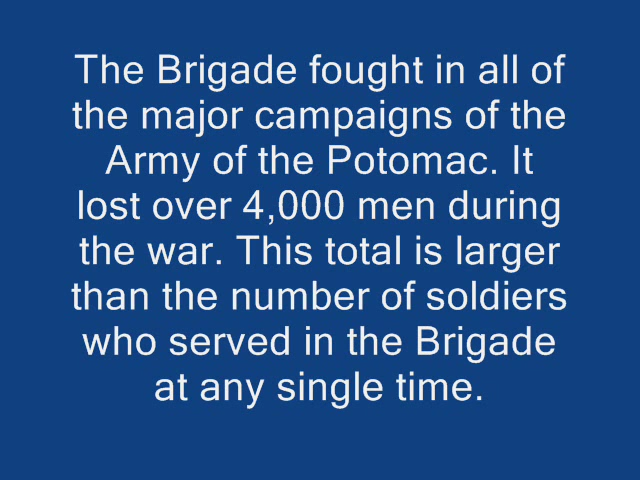 The Brigade fought in all of
the major campaigns of the
Army of the Potomac. It
lost over 4,000 men during
the war. This total is larger
than the number of soldiers
who served in the Brigade
at any single time.